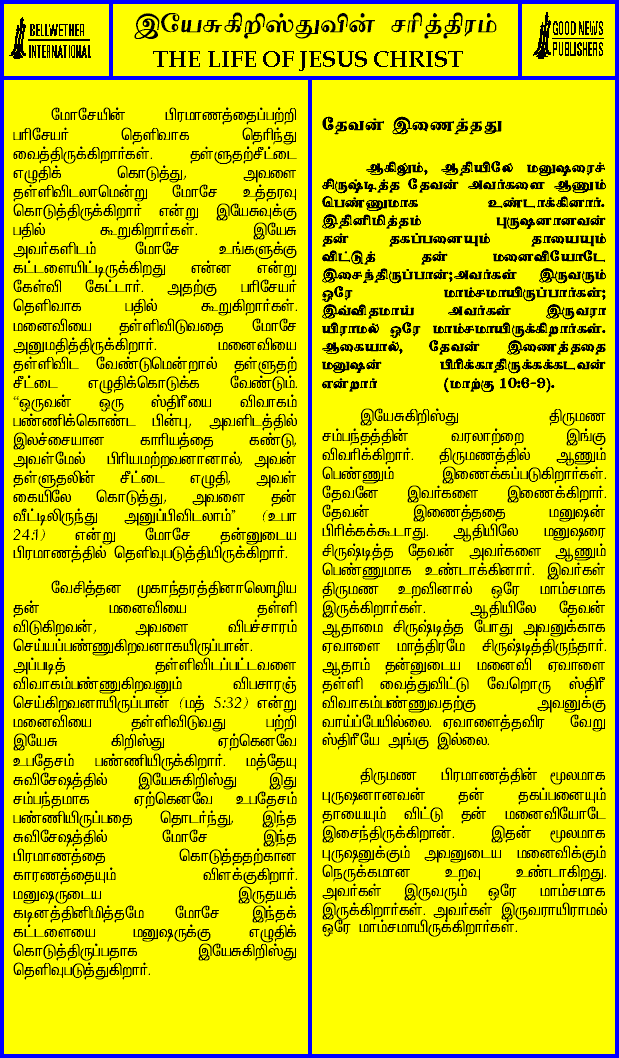 BELLWETHER
INTERNATIONAL
இயேசுகிறிஸ்துவின் சரித்திரம்
THE LIFE OF JESUS CHRIST
GOOD NEWS
PUBLISHERS
மோசேயின் பிரமாணத்தைப்பற்றி
பரிசேயர் தெளிவாக தெரிந்து
வைத்திருக்கிறார்கள். தள்ளுதற்சீட்டை
எழுதிக் கொடுத்து, அவளை
தள்ளிவிடலாமென்று மோசே உத்தரவு
கொடுத்திருக்கிறார் என்று இயேசுவுக்கு
பதில் கூறுகிறார்கள். இயேசு
அவர்களிடம் மோசே உங்களுக்கு
கட்டளையிட்டிருக்கிறது என்ன என்று
கேள்வி கேட்டார். அதற்கு பரிசேயர்
தெளிவாக பதில் கூறுகிறார்கள்.
மனைவியை தள்ளிவிடுவதை மோசே
அனுமதித்திருக்கிறார். மனைவியை
தள்ளிவிட வேண்டுமென்றால் தள்ளுதற்
சீட்டை எழுதிக்கொடுக்க வேண்டும்.
“ஒருவன் ஒரு ஸ்திரீயை விவாகம்
பண்ணிக்கொண்ட பின்பு, அவளிடத்தில்
இலச்சையான காரியத்தை கண்டு,
அவள்மேல் பிரியமற்றவனானால், அவன்
தள்ளுதலின் சீட்டை எழுதி, அவள்
கையிலே கொடுத்து, அவளை தன்
வீட்டிலிருந்து அனுப்பிவிடலாம்” (உபா
24:1) என்று மோசே தன்னுடைய
பிரமாணத்தில் தெளிவுபடுத்தியிருக்கிறார்.
வேசித்தன முகாந்தரத்தினாலொழிய
தன் மனைவியை தள்ளி
விடுகிறவன், அவளை விபச்சாரம்
செய்யப்பண்ணுகிறவனாகயிருப்பான்.
அப்படித் தள்ளிவிடப்பட்டவளை
விவாகம்பண்ணுகிறவனும் விபசாரஞ்
செய்கிறவனாயிருப்பான் (மத் 5:32) என்று
மனைவியை தள்ளிவிடுவது பற்றி
இயேசு கிறிஸ்து ஏற்கெனவே
உபதேசம் பண்ணியிருக்கிறார். மத்தேயு
சுவிசேஷத்தில் இயேசுகிறிஸ்து இது
சம்பந்தமாக ஏற்கெனவே உபதேசம்
பண்ணியிருப்பதை தொடர்ந்து, இந்த
சுவிசேஷத்தில் மோசே இந்த
பிரமாணத்தை கொடுத்ததற்கான
காரணத்தையும் விளக்குகிறார்.
மனுஷருடைய இருதயக்
கடினத்தினிமித்தமே மோசே இந்தக்
கட்டளையை மனுஷருக்கு எழுதிக்
கொடுத்திருப்பதாக இயேசுகிறிஸ்து
தெளிவுபடுத்துகிறார்.
தேவன் இணைத்தது
ஆகிலும், ஆதியிலே மனுஷரைச்
சிருஷ்டித்த தேவன் அவர்களை ஆணும்
பெண்ணுமாக உண்டாக்கினார்.
இதினிமித்தம் புருஷனானவன்
தன் தகப்பனையும் தாயையும்
விட்டுத் தன் மனைவியோடே
இசைந்திருப்பான்;அவர்கள் இருவரும்
ஒரே மாம்சமாயிருப்பார்கள்;
இவ்விதமாய் அவர்கள் இருவரா
யிராமல் ஒரே மாம்சமாயிருக்கிறார்கள்.
ஆகையால், தேவன் இணைத்ததை
மனுஷன் பிரிக்காதிருக்கக்கடவன்
என்றார் (மாற்கு 10:6-9).
இயேசுகிறிஸ்து திருமண
சம்பந்தத்தின் வரலாற்றை இங்கு
விவரிக்கிறார். திருமணத்தில் ஆணும்
பெண்ணும் இணைக்கப்படுகிறார்கள்.
தேவனே இவர்களை இணைக்கிறார்.
தேவன் இணைத்ததை மனுஷன்
பிரிக்கக்கூடாது. ஆதியிலே மனுஷரை
சிருஷ்டித்த தேவன் அவர்களை ஆணும்
பெண்ணுமாக உண்டாக்கினார். இவர்கள்
திருமண உறவினால் ஒரே மாம்சமாக
இருக்கிறார்கள். ஆதியிலே தேவன்
ஆதாமை சிருஷ்டித்த போது அவனுக்காக
ஏவாளை மாத்திரமே சிருஷ்டித்திருந்தார்.
ஆதாம் தன்னுடைய மனைவி ஏவாளை
தள்ளி வைத்துவிட்டு வேறொரு ஸ்திரீ
விவாகம்பண்ணுவதற்கு அவனுக்கு
வாய்ப்பேயில்லை. ஏவாளைத்தவிர வேறு
ஸ்திரீயே அங்கு இல்லை.
திருமண பிரமாணத்தின் மூலமாக
புருஷனானவன் தன் தகப்பனையும்
தாயையும் விட்டு தன் மனைவியோடே
இசைந்திருக்கிறான். இதன் மூலமாக
புருஷனுக்கும் அவனுடைய மனைவிக்கும்
நெருக்கமான உறவு உண்டாகிறது.
அவர்கள் இருவரும் ஒரே மாம்சமாக
இருக்கிறார்கள். அவர்கள் இருவராயிராமல்
ஒரே மாம்சமாயிருக்கிறார்கள்.